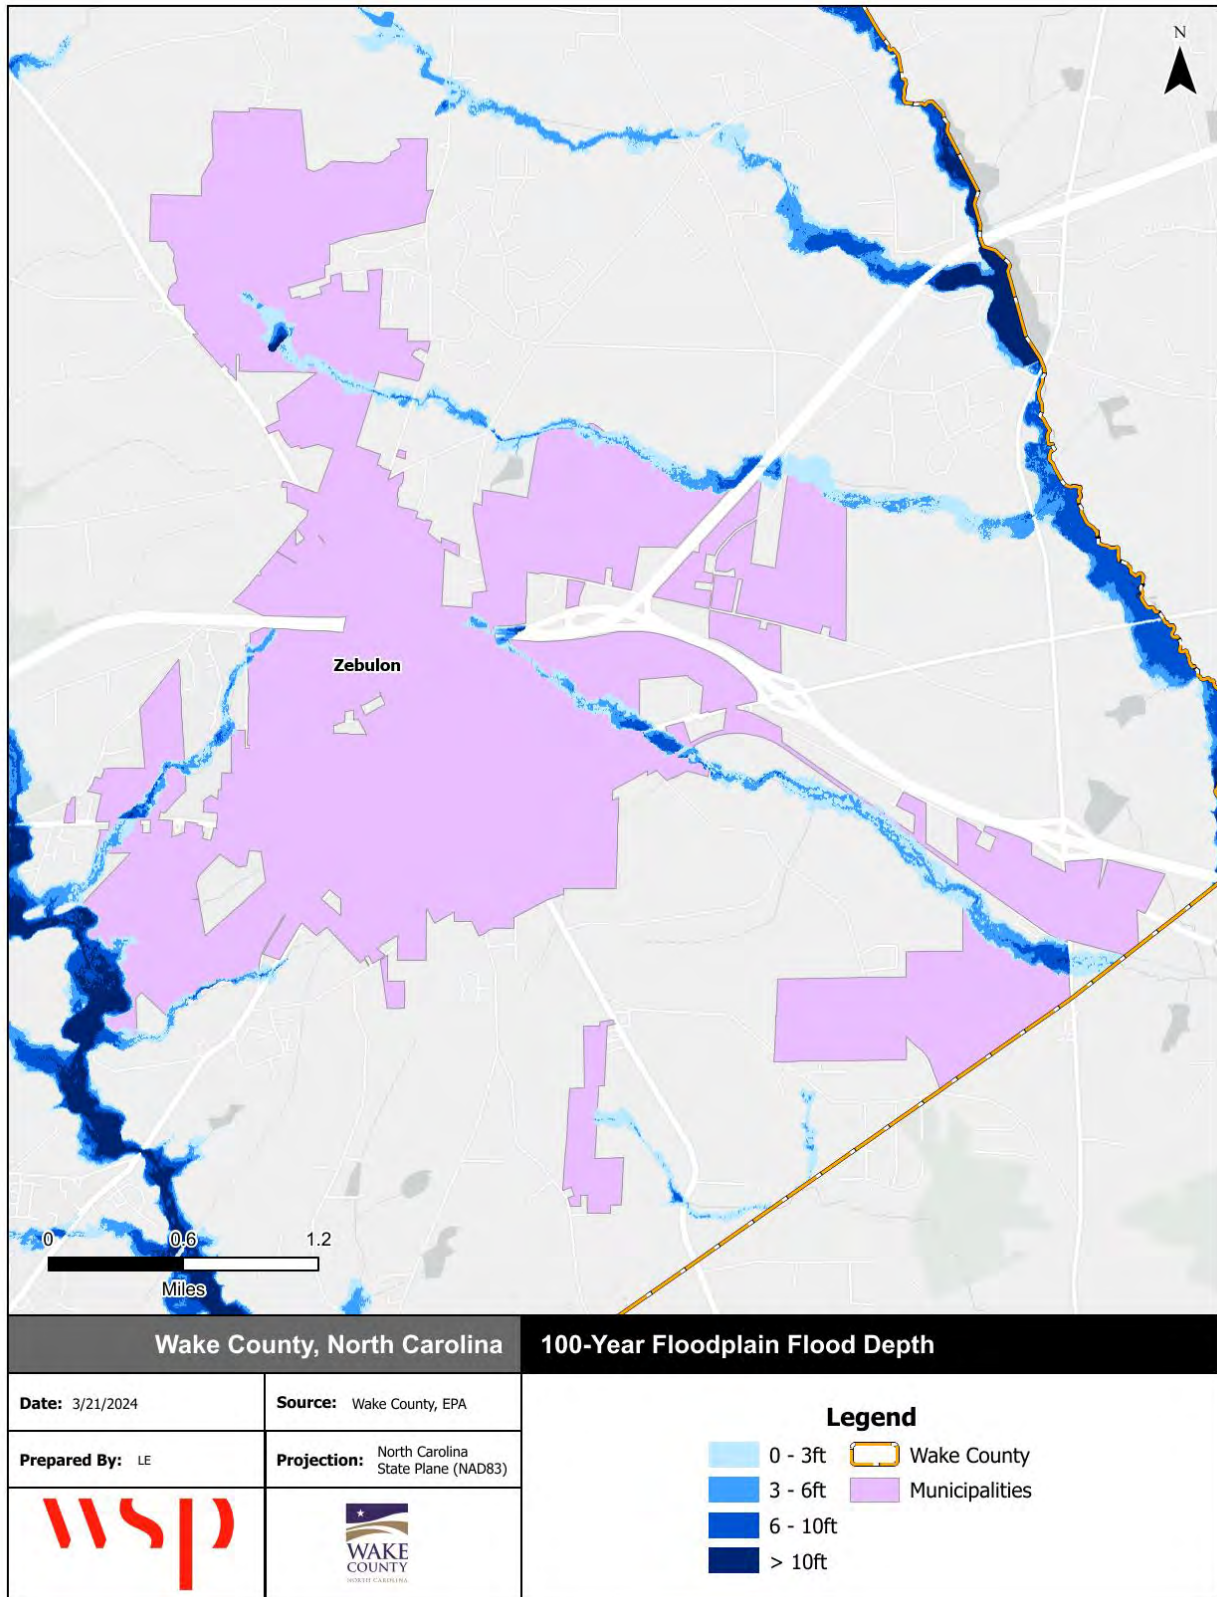 N
Zebulon
0 0.6 1.2
Miles
Wake County, North Carolina
100-Year Floodplain Flood Depth
Date: 3/21/2024
Source: Wake County, EPA
Prepared By: LE
Projection: North Carolina
State Plane (NAD83)
wsp
WAKE
COUNTY
NORTH CAROLINA
Legend
0 - 3ft
3 - 6ft
6 - 10ft
> 10ft
Wake County
Municipalities